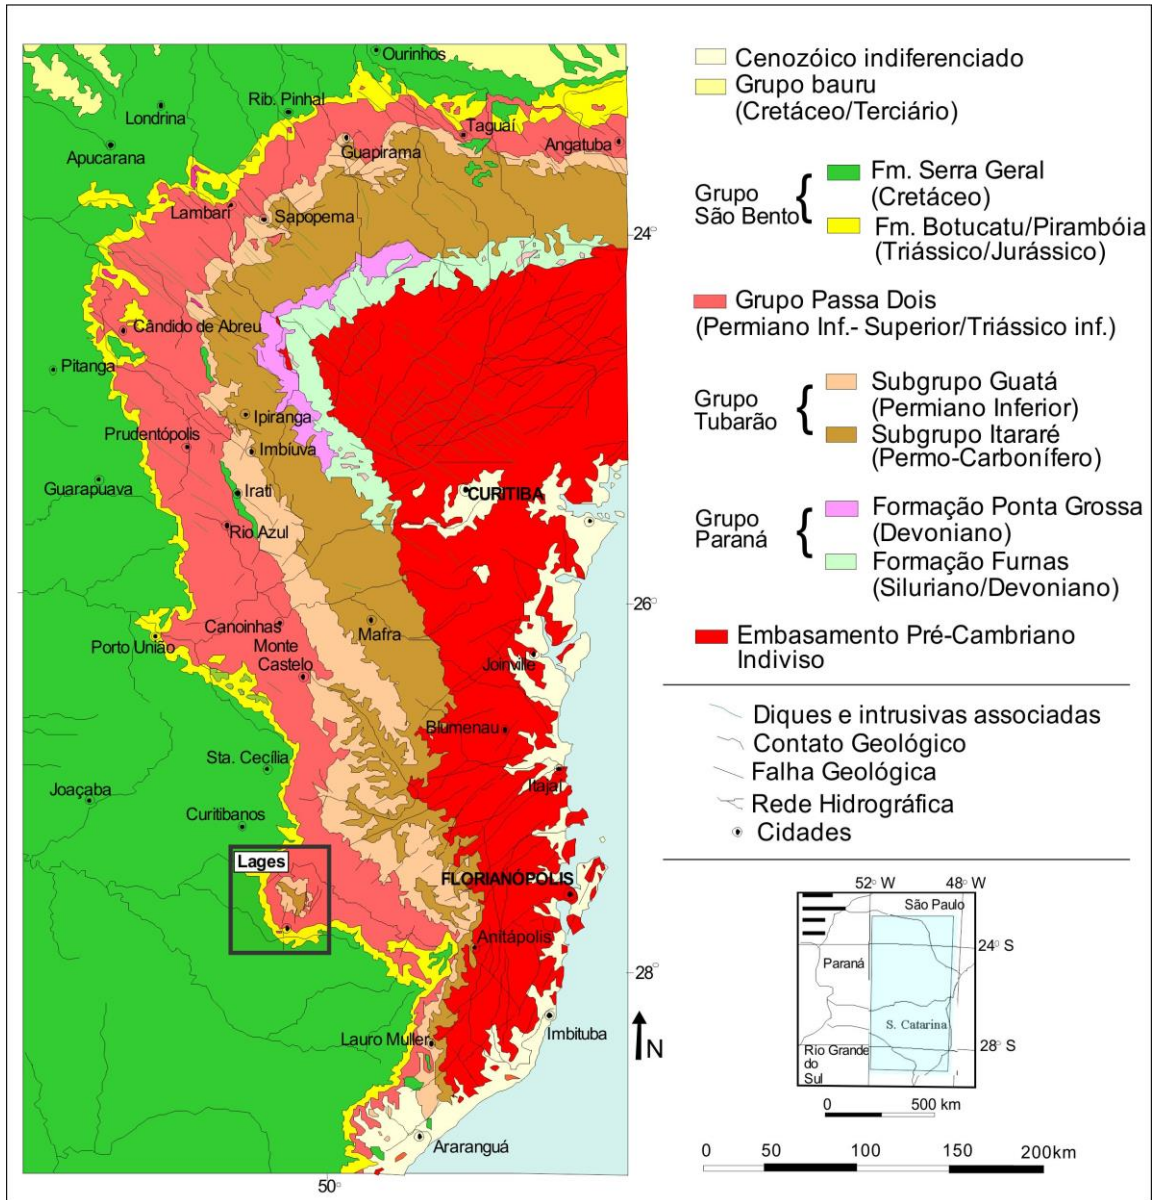 Ourinhos
Londrina
Rib. Pinhal
Apucarana
Guapirama
Taguaí
Angatuba
Lambari
Sapopema
Cândido de Abreu
Pitanga
Ipiranga
Prudentópolis
Imbiuva
Guarapuava
Irati
CURITIBA
Rio Azul
Canoinhas
Mafra
Porto União
Monte
Castelo
Joinville
Blumenau
Sta. Cecília
Itajaí
Joaçaba
Curitibanos
Lages
FLORIANÓPOLIS
Anitápolis
Lauro Muller
Imbituba
Araranguá
24°
26°
28°
50°
N
Cenozóico indiferenciado
Grupo bauru
(Cretáceo/Terciário)
Grupo
São Bento
{
Fm. Serra Geral
(Cretáceo)
Fm. Botucatu/Pirambóia
(Triássico/Jurássico)
Grupo Passa Dois
(Permiano Inf.- Superior/Triássico inf.)
Grupo
Tubarão
{
Subgrupo Guatá
(Permiano Inferior)
Subgrupo Itararé
(Permo-Carbonífero)
Grupo
Paraná
{
Formação Ponta Grossa
(Devoniano)
Formação Furnas
(Siluriano/Devoniano)
Embasamento Pré-Cambriano
Indiviso
Diques e intrusivas associadas
Contato Geológico
Falha Geológica
Rede Hidrográfica
Cidades
52° W 48° W
São Paulo
24° S
Paraná
S. Catarina
28° S
Rio Grande
do
Sul
0 500 km
0 50 100 150 200km